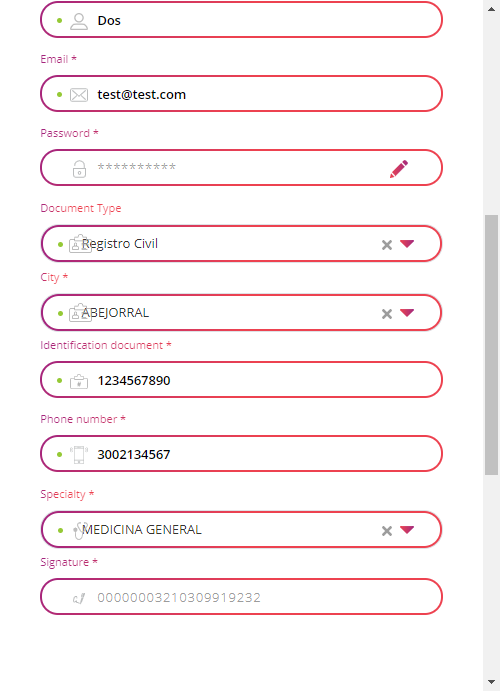 Dos
Email *
test@test.com
Password *
**********
Document Type
Registro Civil
City *
ABEJORRAL
Identification document *
1234567890
Phone number *
3002134567
Specialty *
MEDICINA GENERAL
Signature *
00000003210309919232